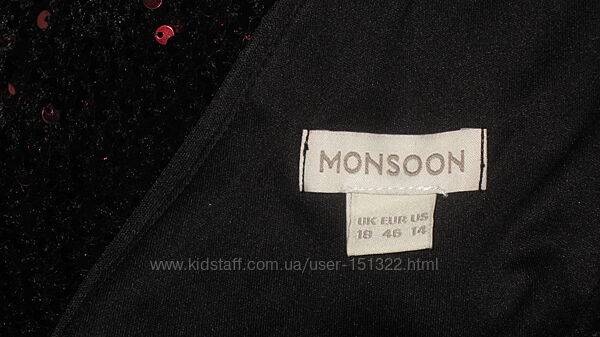 MONSOON
UK EUR US
18 46 14
www.kidstaff.com.ua/user-151322.html